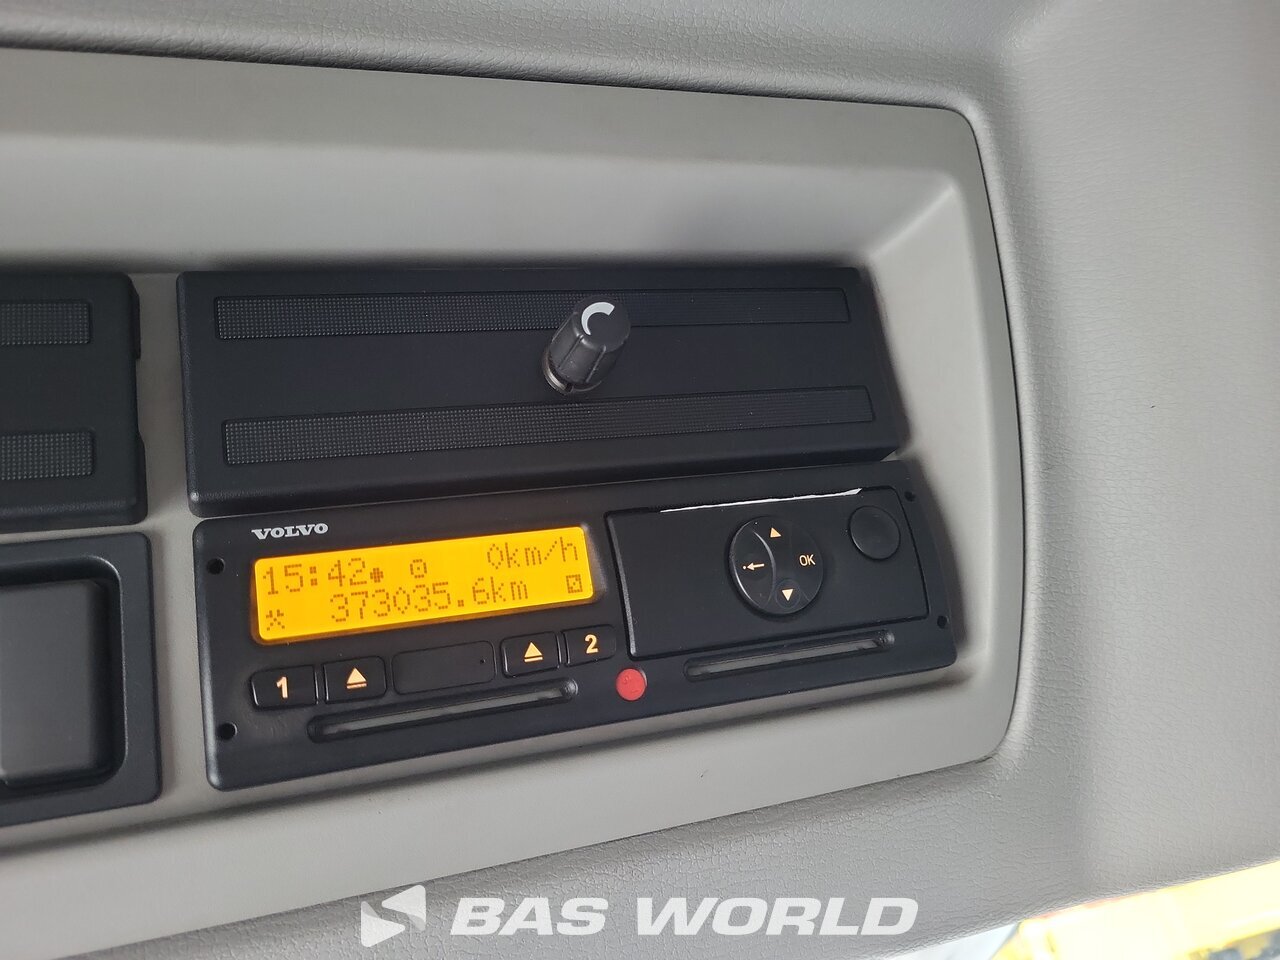 VOLVO
15:42 0km/h
373035.6km
1 2
OK
BAS WORLD